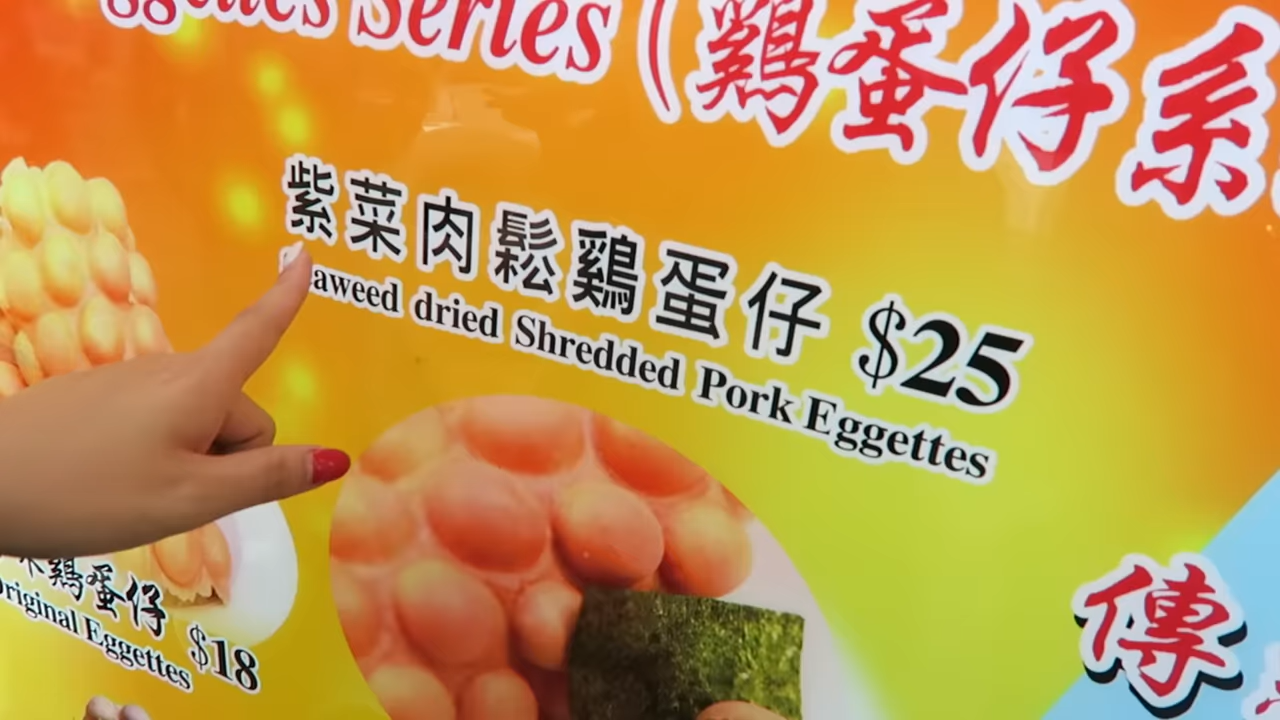 Series (鷄蛋仔系
紫菜肉鬆鷄蛋仔 $25
dried Shredded Pork Eggettes
鷄蛋仔 $18
Original Eggettes
傳